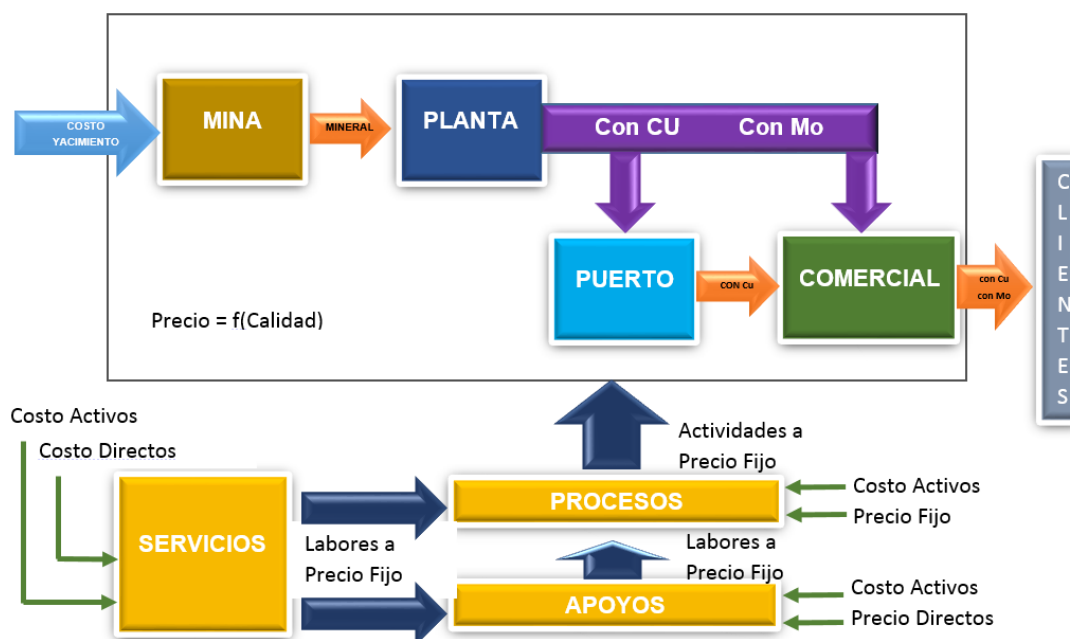 COSTO
YACIMIENTO
MINA
MINERAL
PLANTA
Con CU
Con Mo
PUERTO
CON Cu
COMERCIAL
con Cu
con Mo
C
L
I
E
N
T
E
S
Precio = f(Calidad)
Costo Activos
Costo Directos
Actividades a
Precio Fijo
SERVICIOS
Labores a
Precio Fijo
PROCESOS
Costo Activos
Precio Fijo
Labores a
Precio Fijo
APOYOS
Costo Activos
Precio Directos